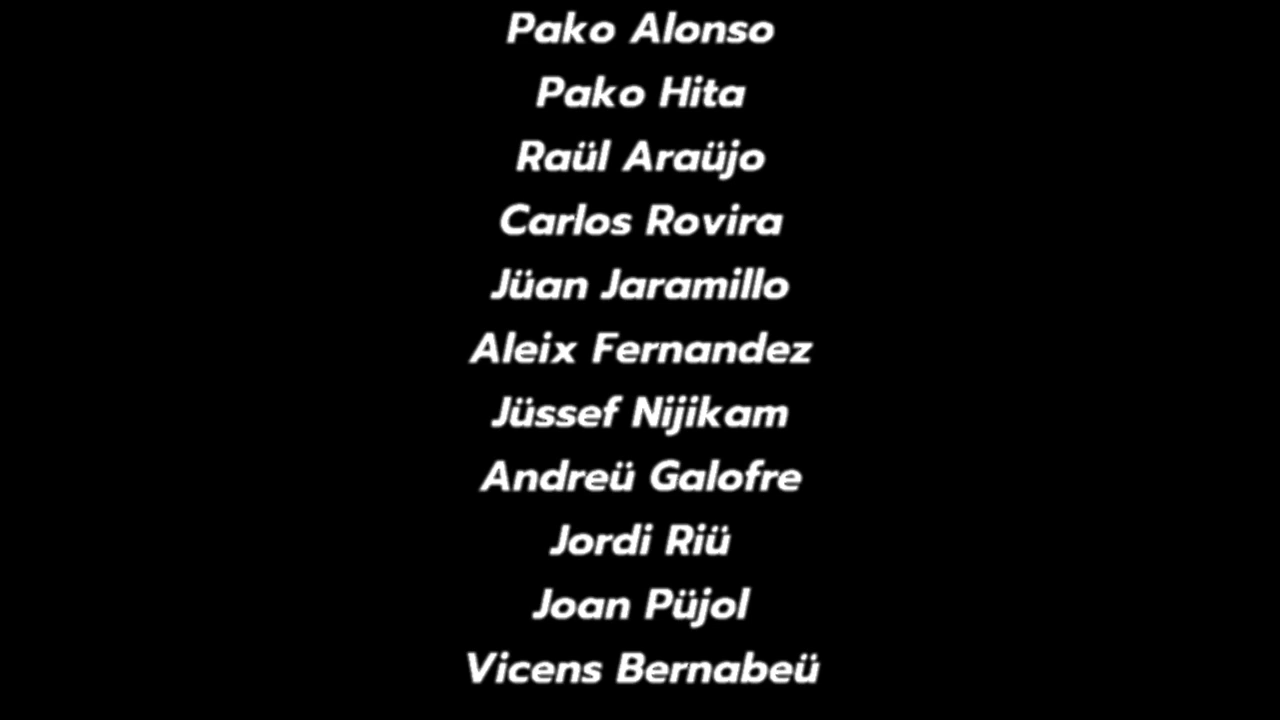 Pako Alonso
Pako Hita
Raül Araüjo
Carlos Rovira
Jüan Jaramillo
Aleix Fernandez
Jüssef Nijikam
Andreü Galofre
Jordi Riü
Joan Püjol
Vicens Bernabeü